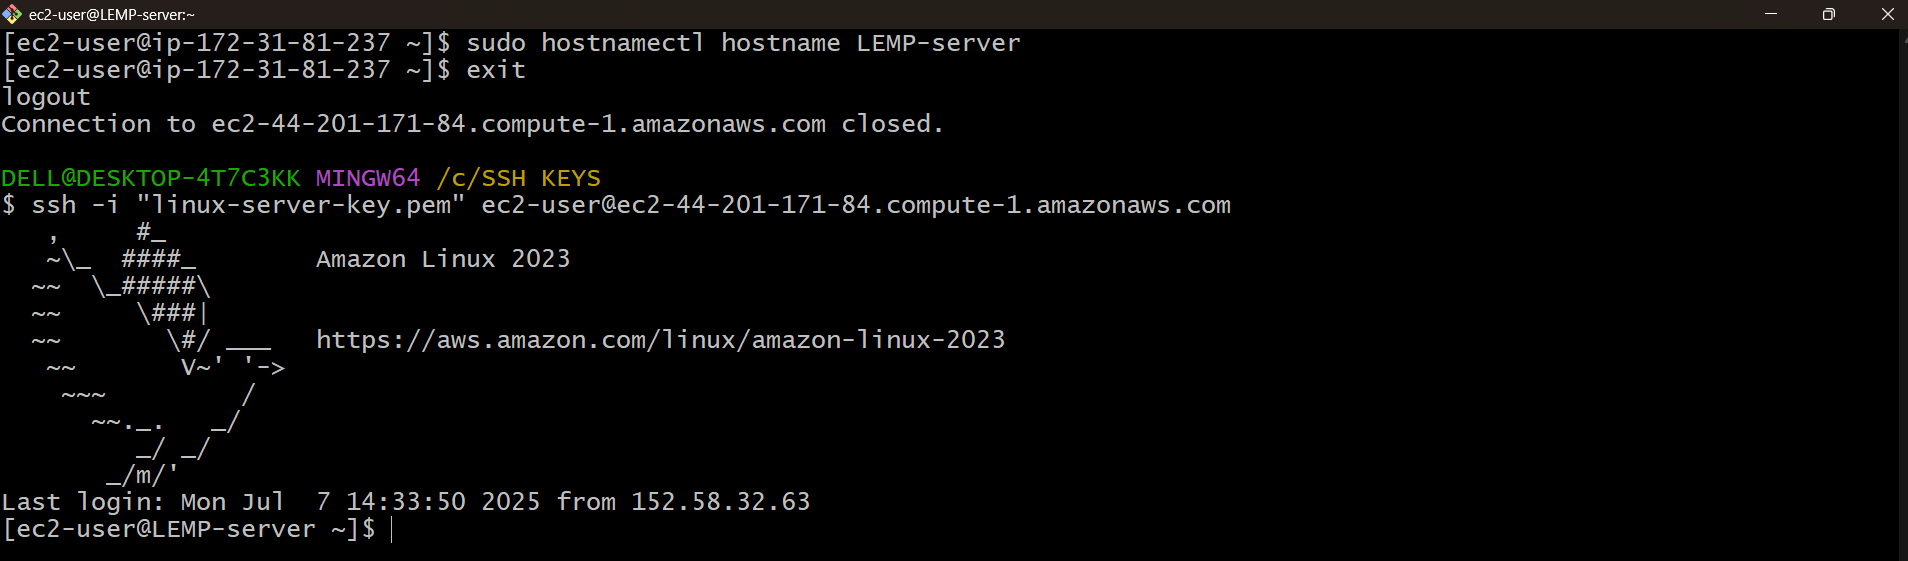 ec2-user@LEMP-server:~
[ec2-user@ip-172-31-81-237 ~]$ sudo hostnamectl hostname LEMP-server
[ec2-user@ip-172-31-81-237 ~]$ exit
logout
Connection to ec2-44-201-171-84.compute-1.amazonaws.com closed.

DELL@DESKTOP-4T7C3KK MINGW64 /c/SSH KEYS
$ ssh -i "linux-server-key.pem" ec2-user@ec2-44-201-171-84.compute-1.amazonaws.com
   ,     #_
   ~\_  ####_        Amazon Linux 2023
  ~~  \_#####\
  ~~     \###|
  ~~       \#/ ___   https://aws.amazon.com/linux/amazon-linux-2023
   ~~       V~' '->
    ~~~         /
      ~~._.   _/
         _/ _/
       _/m/'
Last login: Mon Jul  7 14:33:50 2025 from 152.58.32.63
[ec2-user@LEMP-server ~]$